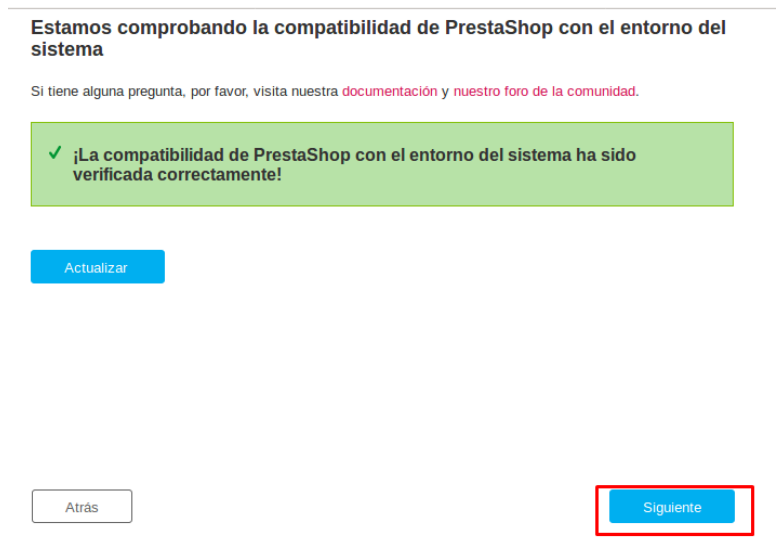 Estamos comprobando la compatibilidad de PrestaShop con el entorno del
sistema
Si tiene alguna pregunta, por favor, visita nuestra documentación y nuestro foro de la comunidad.
¡La compatibilidad de PrestaShop con el entorno del sistema ha sido
verificada correctamente!
Actualizar
Atrás
Siguiente